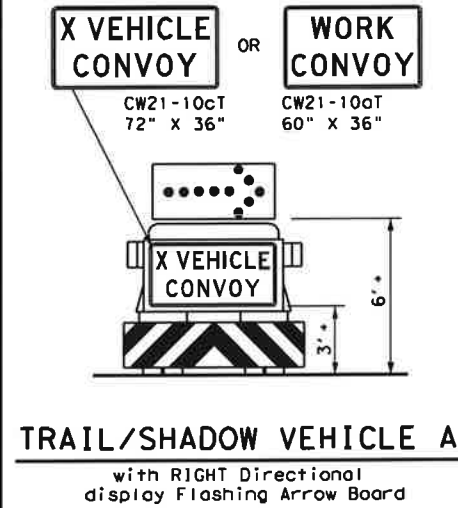 X VEHICLE
CONVOY
OR
WORK
CONVOY
CW21-10cT
72" X 36"
CW21-10aT
60" X 36"
X VEHICLE
CONVOY
6'+
3'+
TRAIL/SHADOW VEHICLE A
with RIGHT Directional
display Flashing Arrow Board